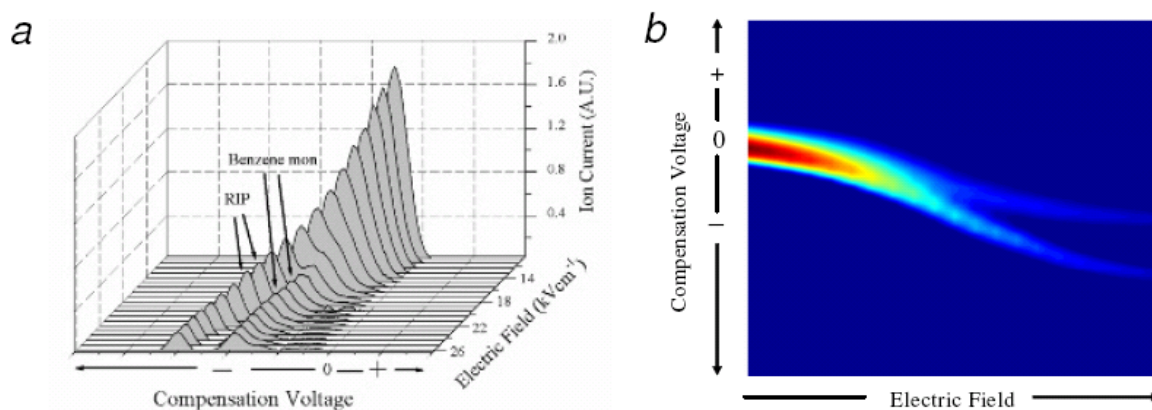 a
2.0
1.6
1.2
0.8
0.4
Ion Current (A.U.)
Benzene mon
RIP
14
18
22
26
Electric Field (kVcm⁻¹)
— 0 +
Compensation Voltage
b
+
0
—
Compensation Voltage
Electric Field